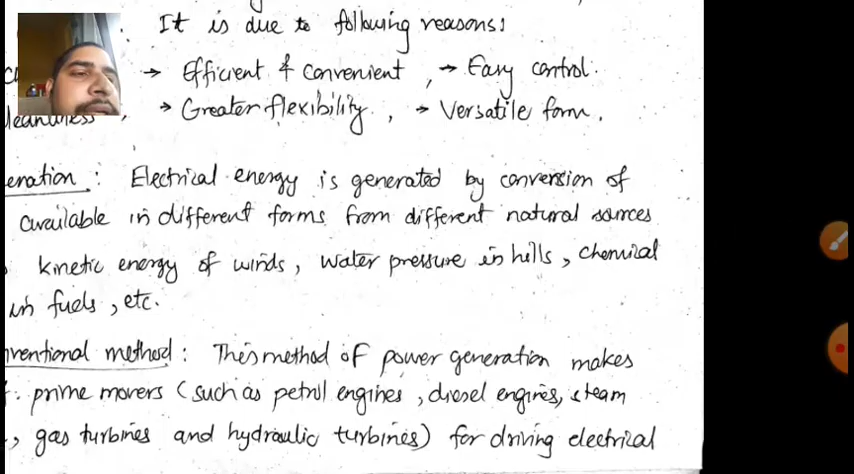 It is due to following reasons:
→ Efficient & convenient , → Easy control.
→ Greater flexibility , → Versatile form .
eration : Electrical energy is generated by conversion of
available in different forms from different natural sources
kinetic energy of winds, water pressure in hills, chemical
in fuels, etc.
nventional method : This method of power generation makes
prime movers (such as petrol engines, diesel engines, steam
, gas turbines and hydraulic turbines) for driving electrical